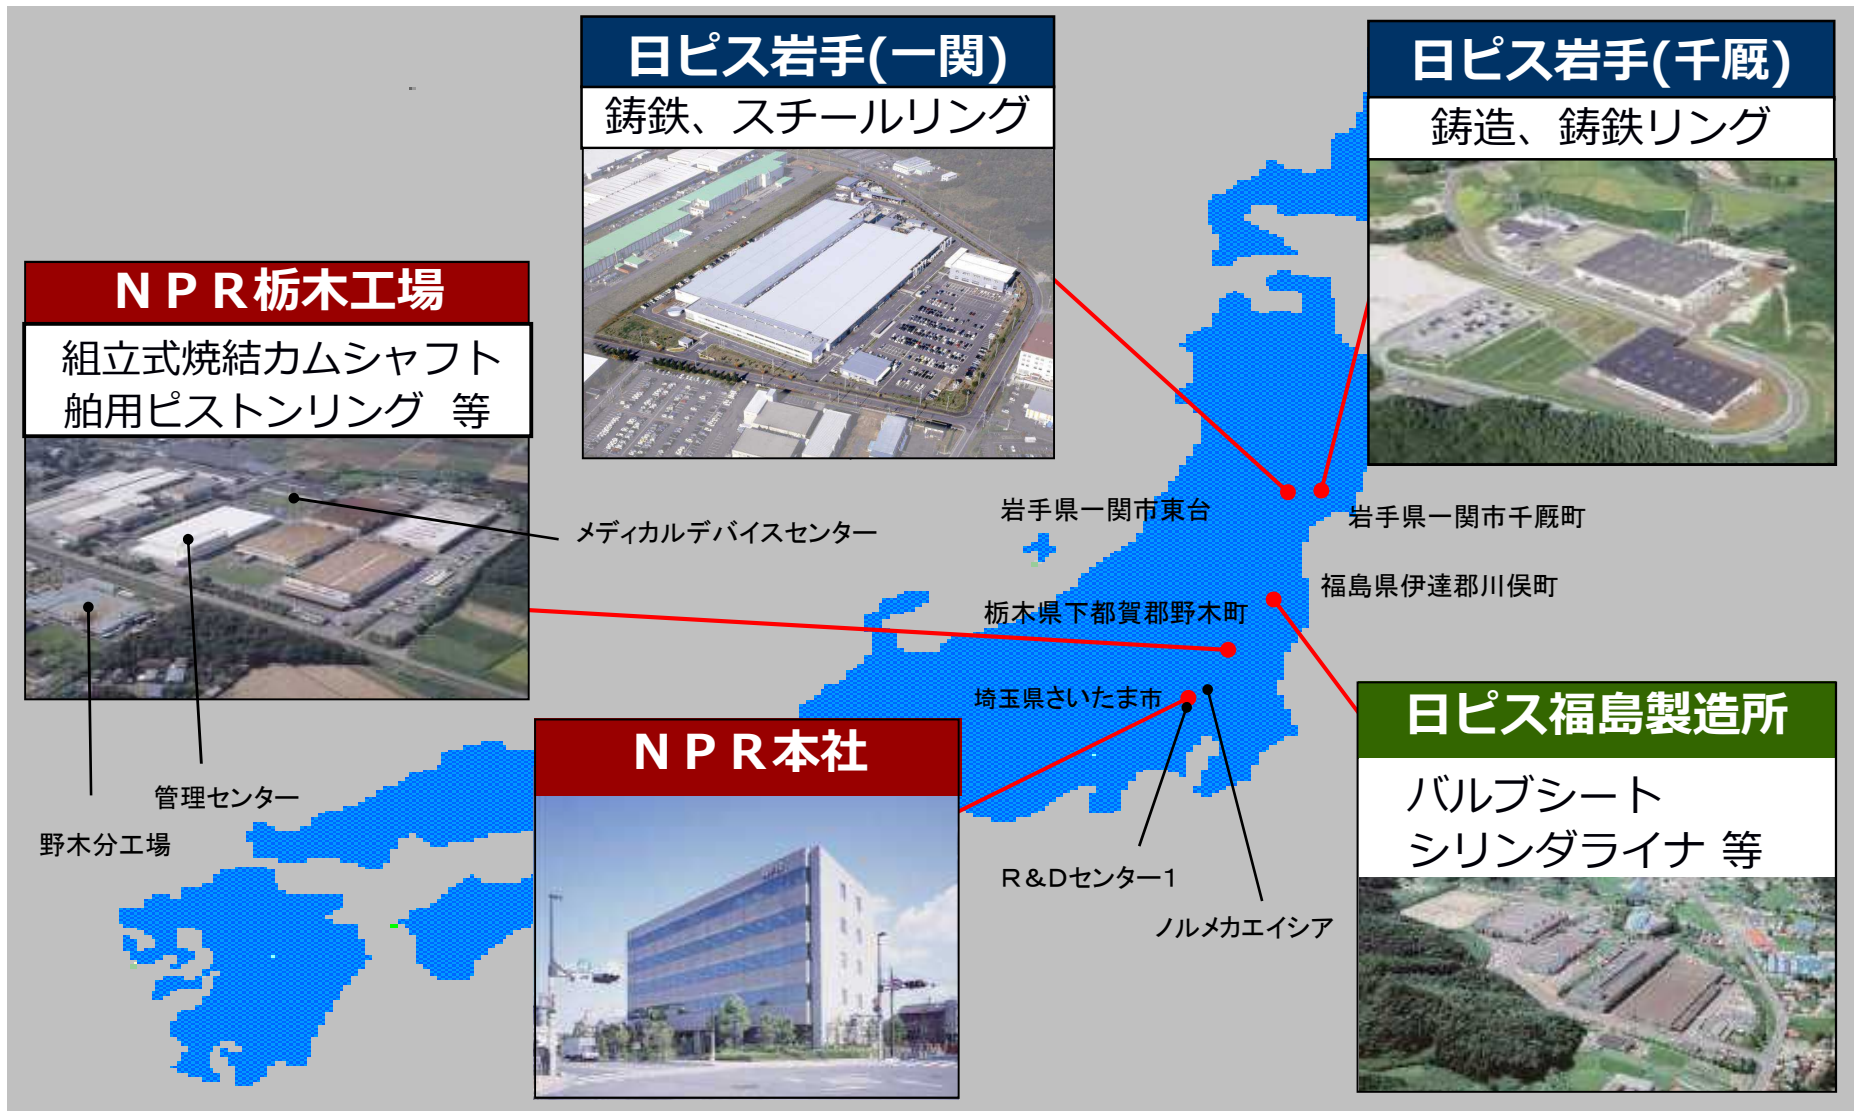 日ピス岩手(一関)
鋳鉄、スチールリング
日ピス岩手(千厩)
鋳造、鋳鉄リング
ＮＰＲ栃木工場
組立式焼結カムシャフト
舶用ピストンリング 等
メディカルデバイスセンター
岩手県一関市東台
岩手県一関市千厩町
福島県伊達郡川俣町
栃木県下都賀郡野木町
埼玉県さいたま市
管理センター
野木分工場
ＮＰＲ本社
日ピス福島製造所
バルブシート
シリンダライナ 等
Ｒ＆Ｄセンター1
ノルメカエイシア